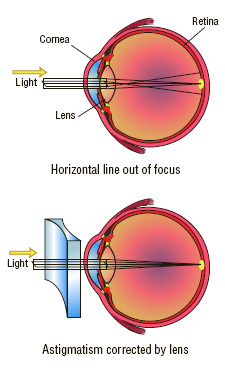 Retina
Cornea
Light
Lens
Horizontal line out of focus
Light
Astigmatism corrected by lens